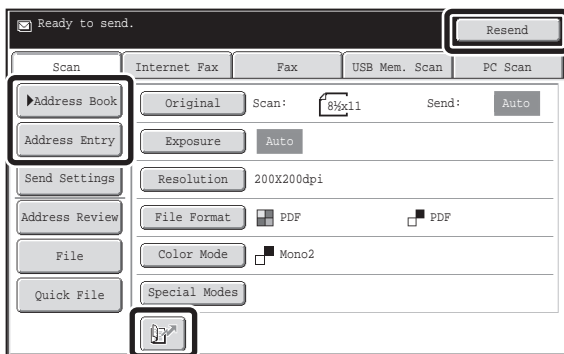 Ready to send.
Resend
Scan Internet Fax Fax USB Mem. Scan PC Scan
Address Book Original Scan: 8½x11 Send: Auto
Address Entry Exposure Auto
Send Settings Resolution 200X200dpi
Address Review File Format PDF PDF
File Color Mode Mono2
Quick File Special Modes